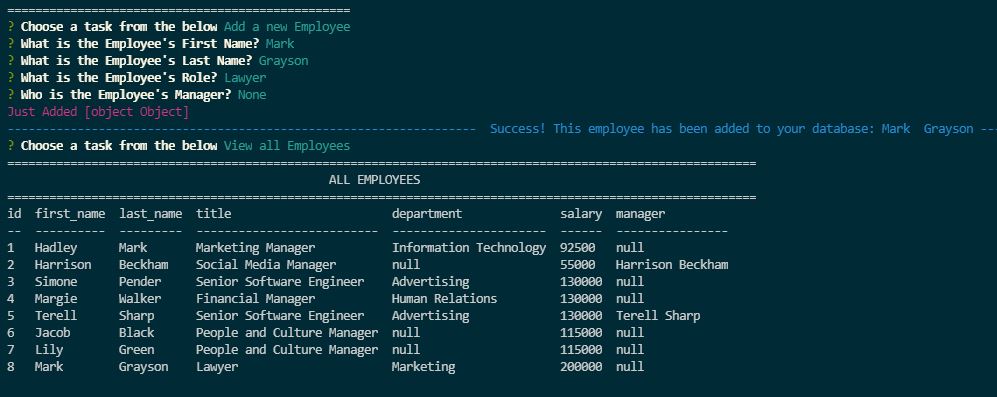 =================================================
? Choose a task from the below Add a new Employee
? What is the Employee's First Name? Mark
? What is the Employee's Last Name? Grayson
? What is the Employee's Role? Lawyer
? Who is the Employee's Manager? None
Just Added [object Object]
------------------------------------------------------------------- Success! This employee has been added to your database: Mark  Grayson ---
? Choose a task from the below View all Employees
===========================================================================================================
                                              ALL EMPLOYEES
===========================================================================================================
id  first_name  last_name  title                       department              salary  manager
--  ----------  ---------  --------------------------  ----------------------  ------  ----------------
1   Hadley      Mark       Marketing Manager           Information Technology  92500   null
2   Harrison    Beckham    Social Media Manager        null                    55000   Harrison Beckham
3   Simone      Pender     Senior Software Engineer    Advertising             130000  null
4   Margie      Walker     Financial Manager           Human Relations         130000  null
5   Terell      Sharp      Senior Software Engineer    Advertising             130000  Terell Sharp
6   Jacob       Black      People and Culture Manager  null                    115000  null
7   Lily        Green      People and Culture Manager  null                    115000  null
8   Mark        Grayson    Lawyer                      Marketing               200000  null